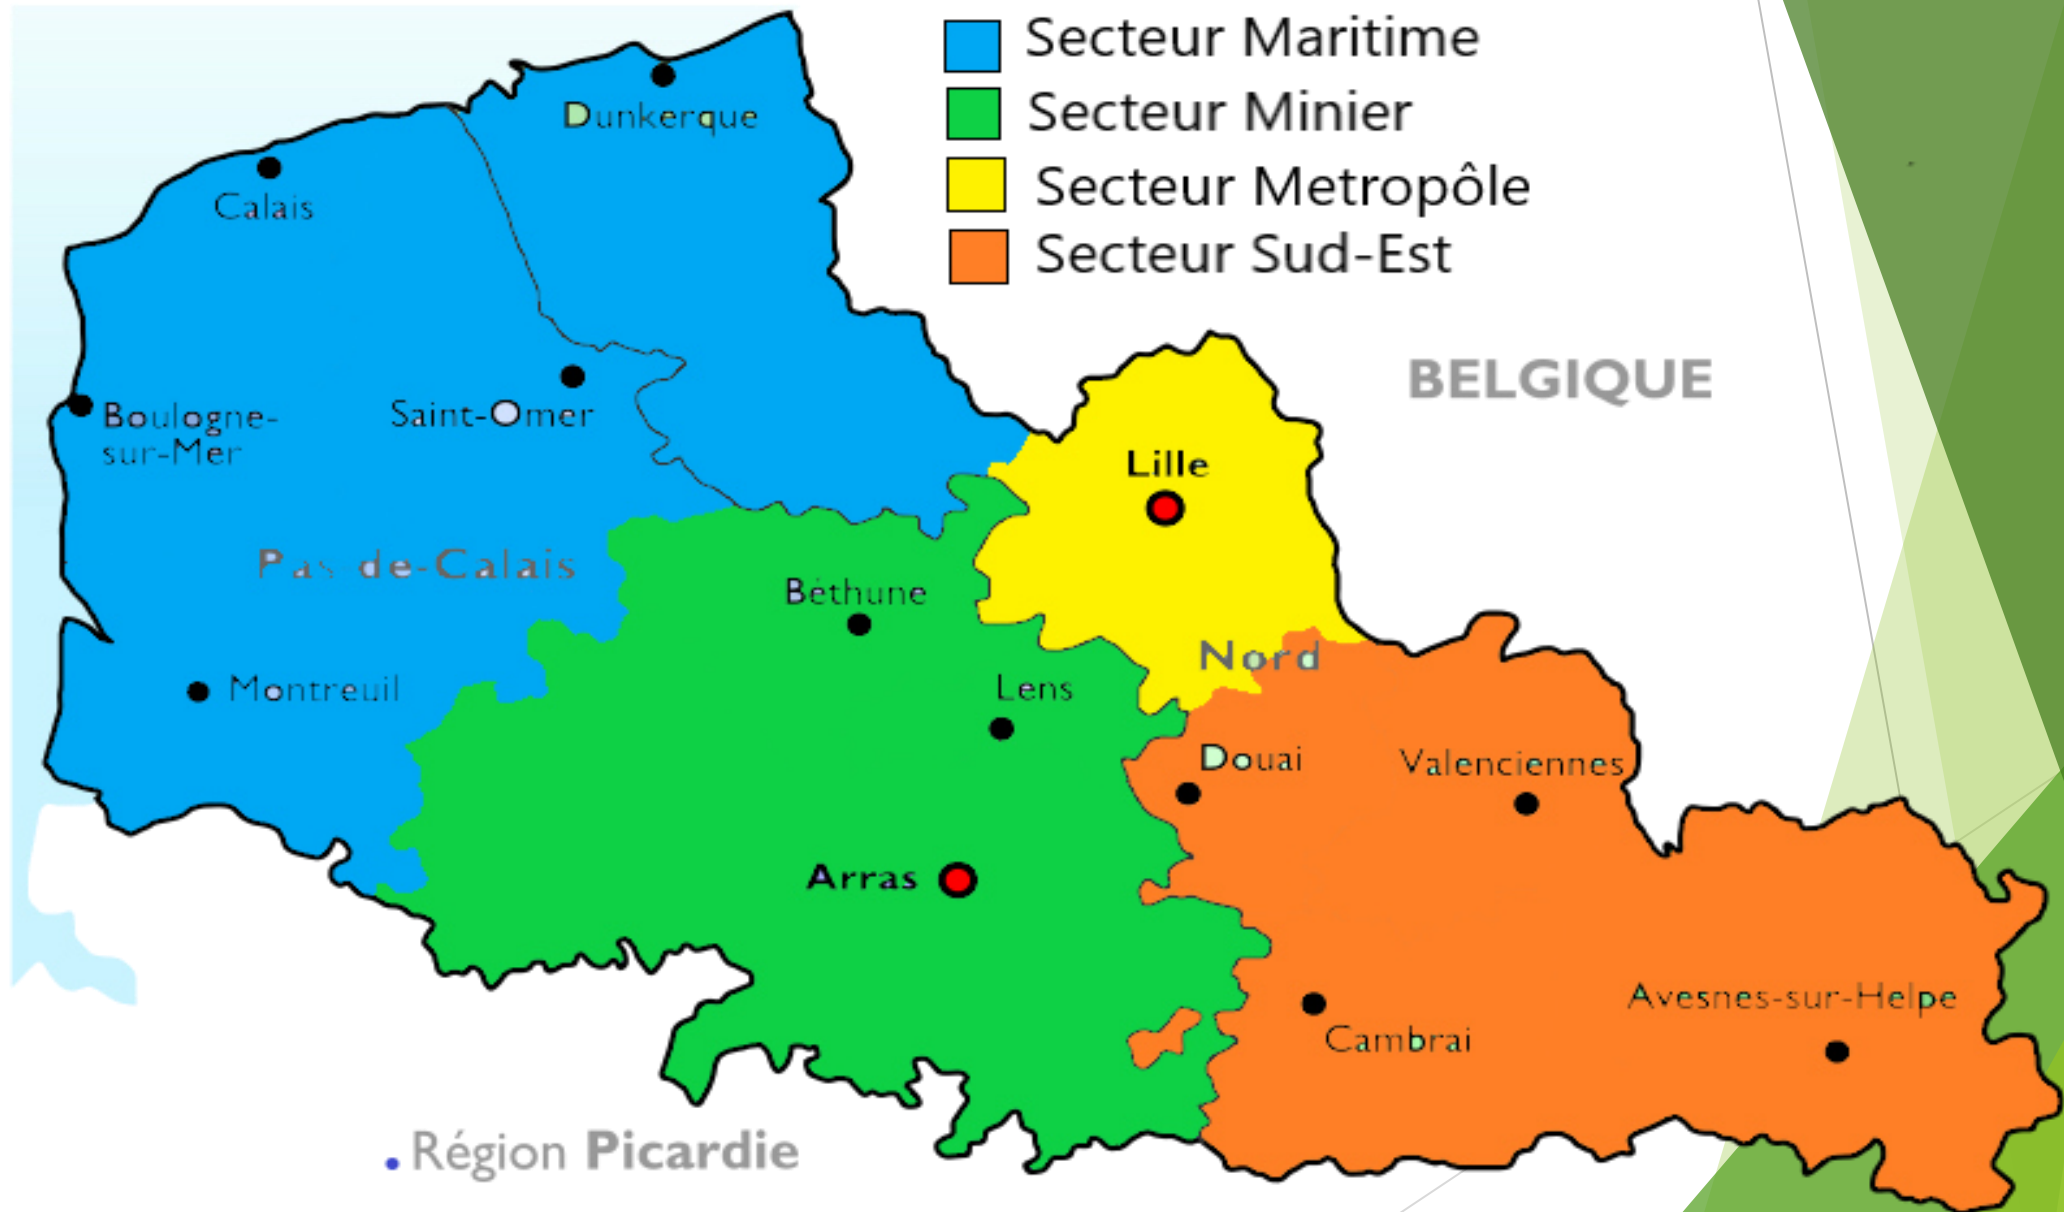 Secteur Maritime
Secteur Minier
Secteur Metropôle
Secteur Sud-Est
Dunkerque
Calais
BELGIQUE
Boulogne-
sur-Mer
Saint-Omer
Lille
Pas-de-Calais
Béthune
Nord
Montreuil
Lens
Douai
Valenciennes
Arras
Avesnes-sur-Helpe
Cambrai
. Région Picardie